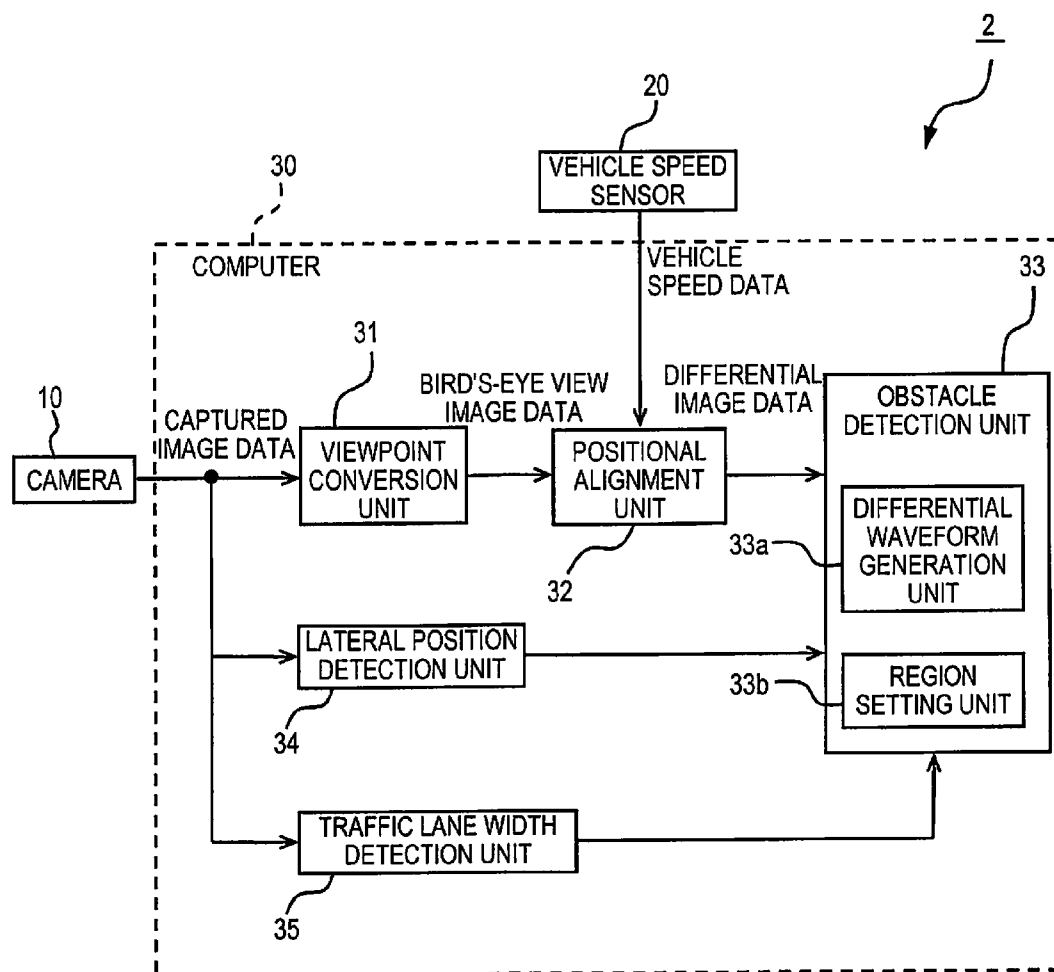 2
20
VEHICLE SPEED
SENSOR
30
COMPUTER
VEHICLE
SPEED DATA
33
31
BIRD'S-EYE VIEW
IMAGE DATA
DIFFERENTIAL
IMAGE DATA
OBSTACLE
DETECTION UNIT
10
CAPTURED
IMAGE DATA
CAMERA
VIEWPOINT
CONVERSION
UNIT
POSITIONAL
ALIGNMENT
UNIT
32
33a
DIFFERENTIAL
WAVEFORM
GENERATION
UNIT
LATERAL POSITION
DETECTION UNIT
34
33b
REGION
SETTING UNIT
TRAFFIC LANE WIDTH
DETECTION UNIT
35